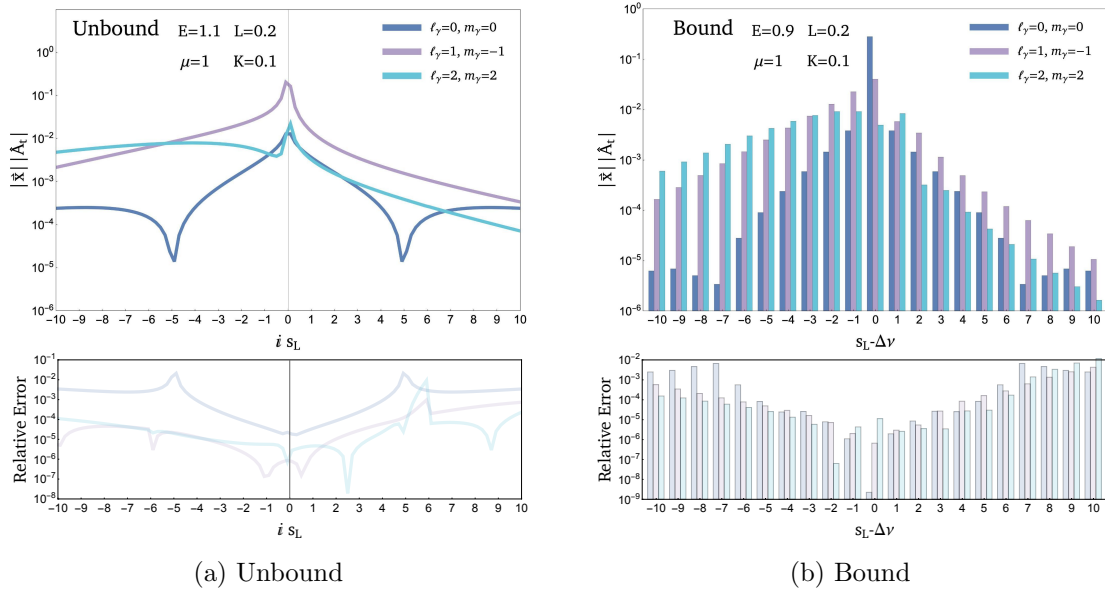 Unbound
E=1.1 L=0.2
μ=1 K=0.1
ℓγ=0, mγ=0
ℓγ=1, mγ=−1
ℓγ=2, mγ=2
10⁰
10⁻¹
10⁻²
10⁻³
10⁻⁴
10⁻⁵
10⁻⁶
|x⃗||Âₜ|
−10 −9 −8 −7 −6 −5 −4 −3 −2 −1 0 1 2 3 4 5 6 7 8 9 10
i s_L
10⁻¹
10⁻²
10⁻³
10⁻⁴
10⁻⁵
10⁻⁶
10⁻⁷
10⁻⁸
Relative Error
−10 −9 −8 −7 −6 −5 −4 −3 −2 −1 0 1 2 3 4 5 6 7 8 9 10
i s_L
(a) Unbound
Bound
E=0.9 L=0.2
μ=1 K=0.1
ℓγ=0, mγ=0
ℓγ=1, mγ=−1
ℓγ=2, mγ=2
10⁰
10⁻¹
10⁻²
10⁻³
10⁻⁴
10⁻⁵
10⁻⁶
|x⃗||Âₜ|
−10 −9 −8 −7 −6 −5 −4 −3 −2 −1 0 1 2 3 4 5 6 7 8 9 10
s_L-Δν
10⁻²
10⁻³
10⁻⁴
10⁻⁵
10⁻⁶
10⁻⁷
10⁻⁸
10⁻⁹
Relative Error
−10 −9 −8 −7 −6 −5 −4 −3 −2 −1 0 1 2 3 4 5 6 7 8 9 10
s_L-Δν
(b) Bound